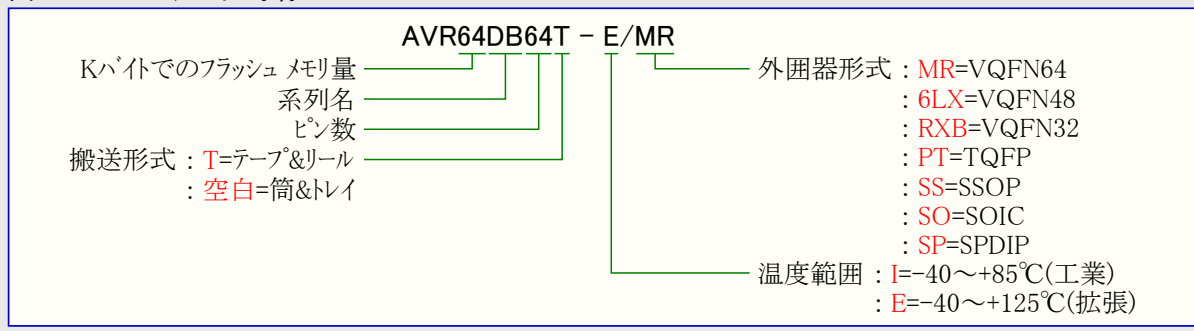 AVR64DB64T - E/MR
Kバイトでのフラッシュ メモリ量
系列名
ピン数
搬送形式 : T=テープ&リール
: 空白=筒&トレイ
外囲器形式 : MR=VQFN64
: 6LX=VQFN48
: RXB=VQFN32
: PT=TQFP
: SS=SSOP
: SO=SOIC
: SP=SPDIP
温度範囲 : I=-40〜+85℃(工業)
: E=-40〜+125℃(拡張)